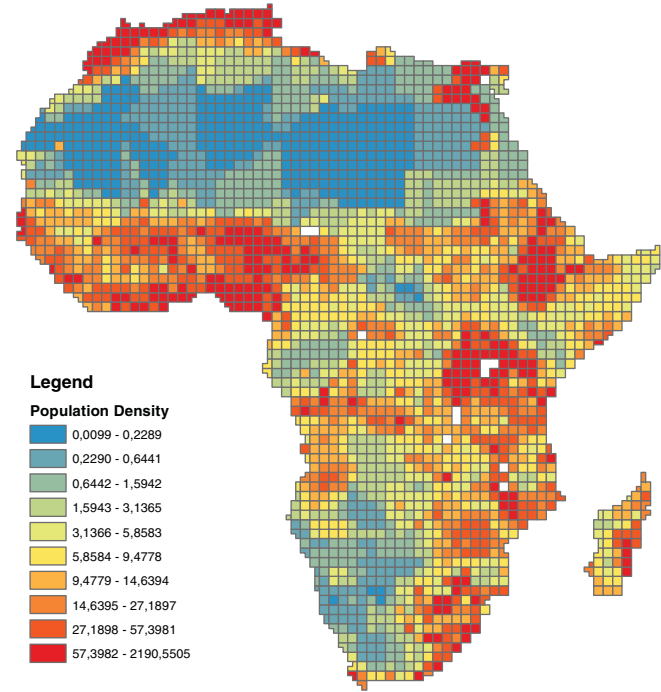 Legend
Population Density
0,0099 - 0,2289
0,2290 - 0,6441
0,6442 - 1,5942
1,5943 - 3,1365
3,1366 - 5,8583
5,8584 - 9,4778
9,4779 - 14,6394
14,6395 - 27,1897
27,1898 - 57,3981
57,3982 - 2190,5505